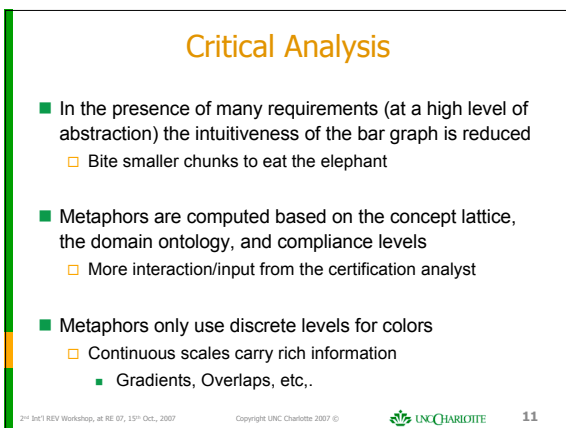 Critical Analysis
In the presence of many requirements (at a high level of
abstraction) the intuitiveness of the bar graph is reduced
Bite smaller chunks to eat the elephant
Metaphors are computed based on the concept lattice,
the domain ontology, and compliance levels
More interaction/input from the certification analyst
Metaphors only use discrete levels for colors
Continuous scales carry rich information
Gradients, Overlaps, etc,.
2nd Int'l REV Workshop, at RE 07, 15th Oct., 2007 Copyright UNC Charlotte 2007 © UNC CHARLOTTE 11